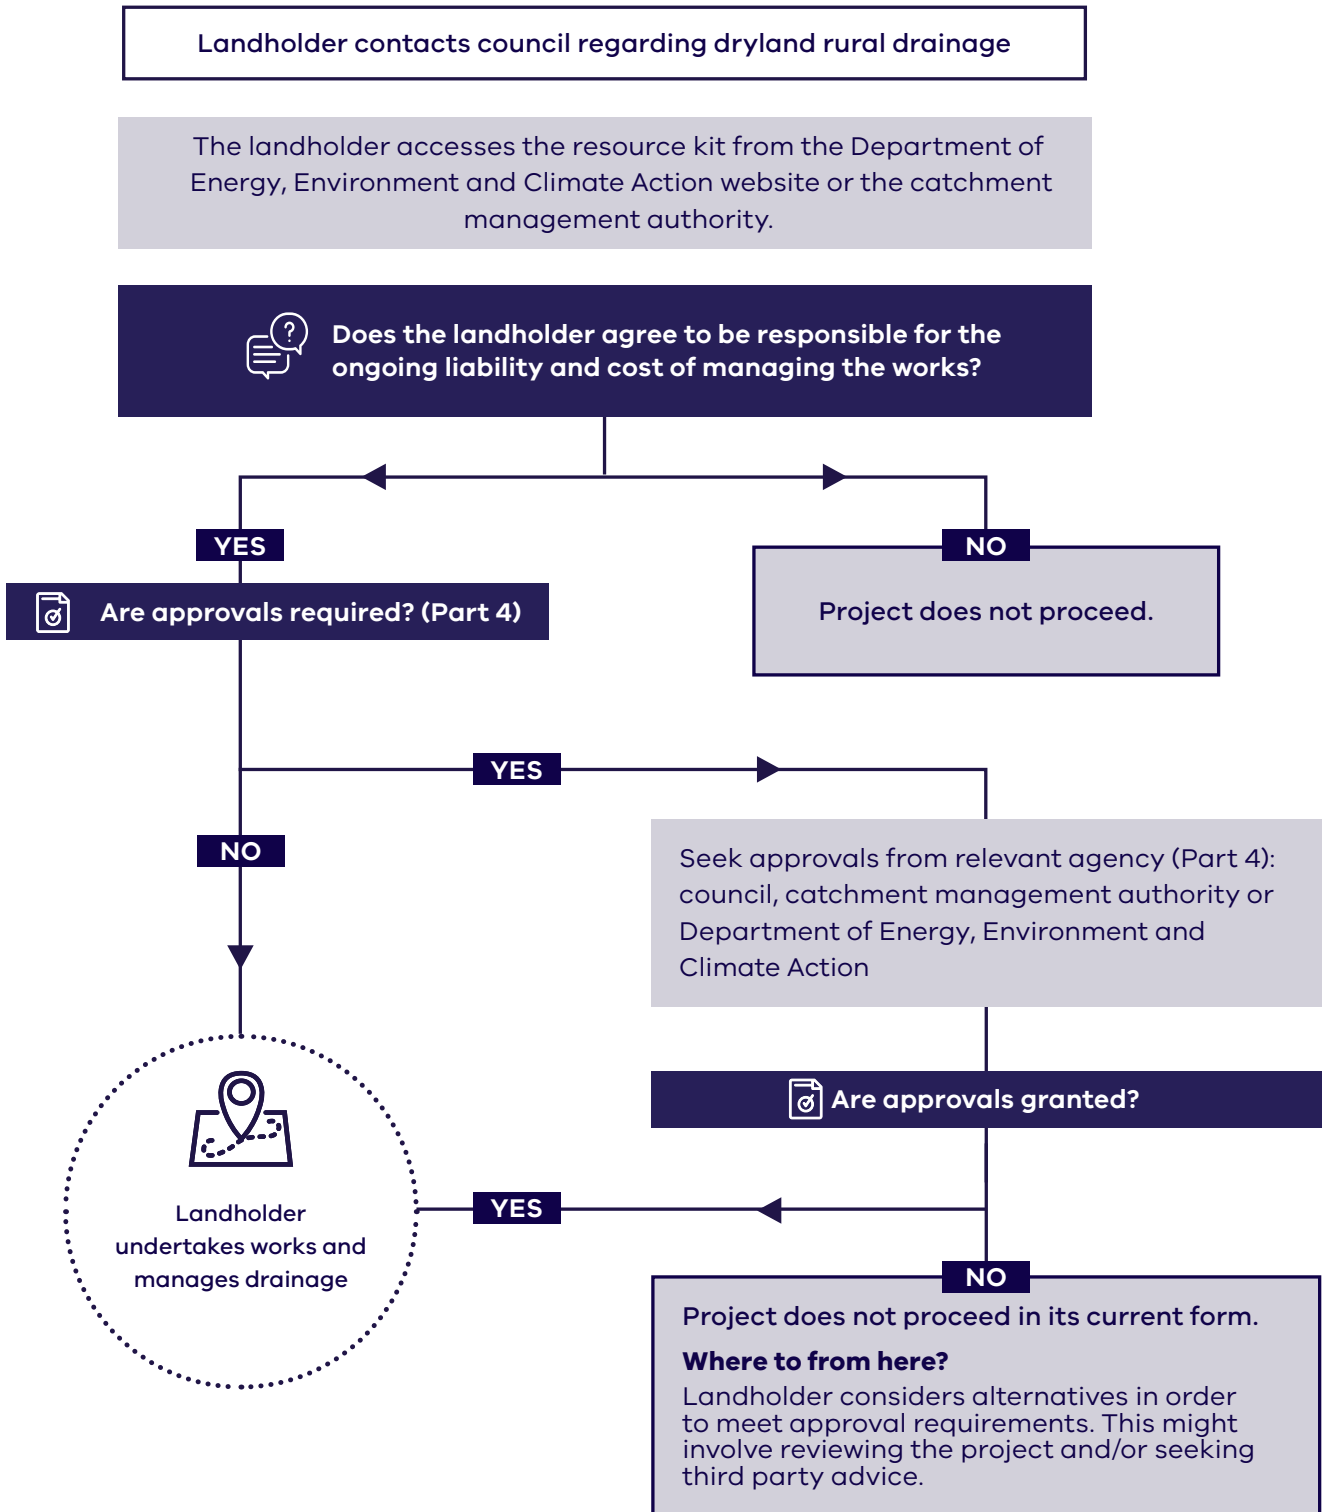 Landholder contacts council regarding dryland rural drainage
The landholder accesses the resource kit from the Department of
Energy, Environment and Climate Action website or the catchment
management authority.
?
Does the landholder agree to be responsible for the
ongoing liability and cost of managing the works?
YES
NO
Are approvals required? (Part 4)
Project does not proceed.
YES
NO
Seek approvals from relevant agency (Part 4):
council, catchment management authority or
Department of Energy, Environment and
Climate Action
Are approvals granted?
YES
Landholder
undertakes works and
manages drainage
NO
Project does not proceed in its current form.
Where to from here?
Landholder considers alternatives in order
to meet approval requirements. This might
involve reviewing the project and/or seeking
third party advice.